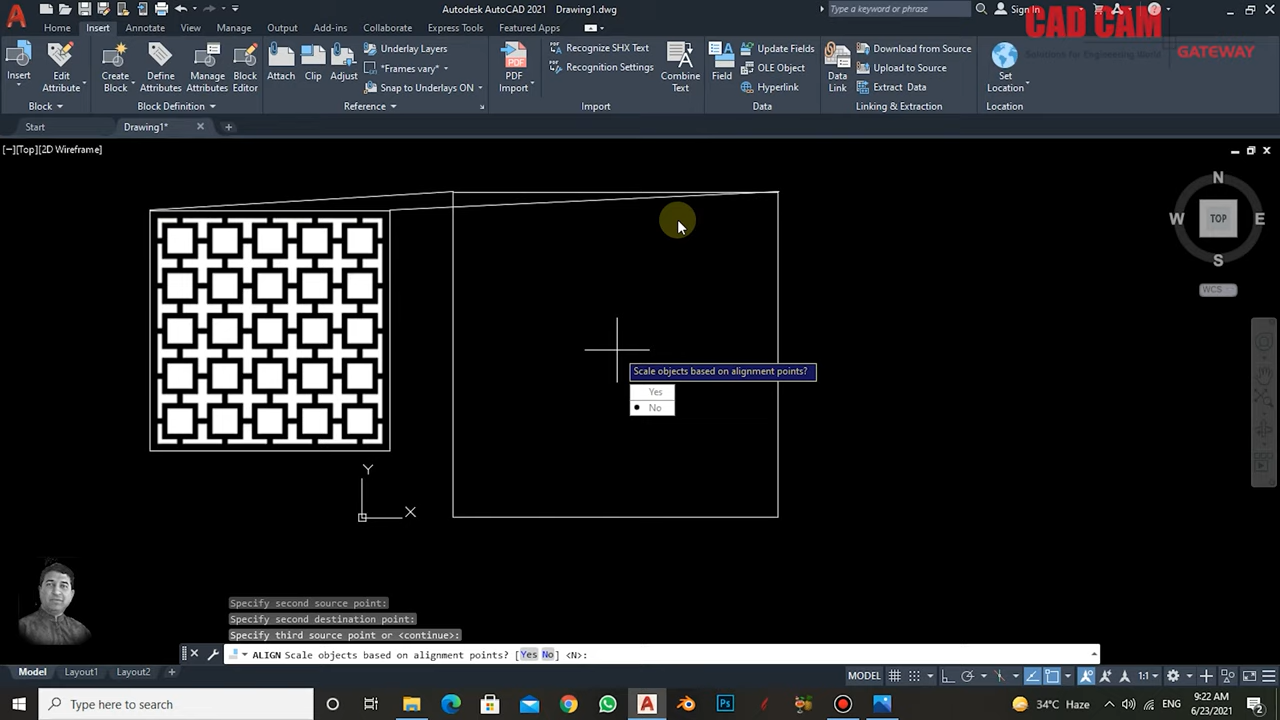 Autodesk AutoCAD 2021 Drawing1.dwg
Type a keyword or phrase
Sign In
CAD CAM
Solutions for Engineering World
GATEWAY
Home Insert Annotate View Manage Output Add-ins Collaborate Express Tools Featured Apps
Insert
Edit Attribute
Create Block
Define Attributes
Manage Attributes
Block Editor
Attach
Clip
Adjust
Underlay Layers
*Frames vary*
Snap to Underlays ON
PDF Import
Recognize SHX Text
Recognition Settings
Combine Text
Field
Update Fields
OLE Object
Hyperlink
Data Link
Download from Source
Upload to Source
Extract Data
Set Location
Block
Block Definition
Reference
Import
Data
Linking & Extraction
Location
Start
Drawing1*
[−][Top][2D Wireframe]
N
W
TOP
E
S
WCS
Scale objects based on alignment points?
Yes
No
Y
X
Specify second source point:
Specify second destination point:
Specify third source point or <continue>:
ALIGN Scale objects based on alignment points? [Yes No] <N>:
Model Layout1 Layout2
MODEL
1:1
Type here to search
Ps
34°C Haze
ENG
9:22 AM
6/23/2021
2